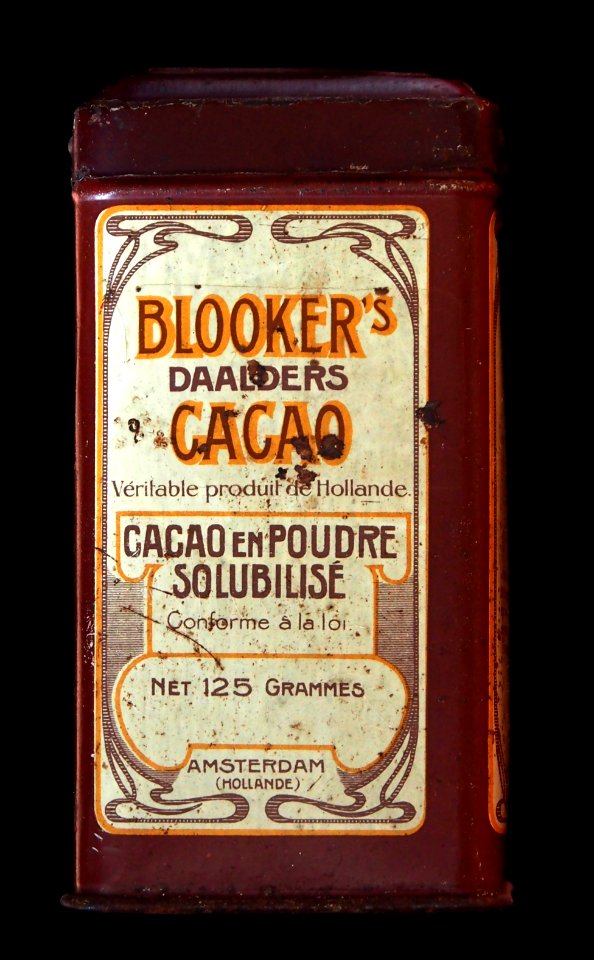 BLOOKER'S
DAALDERS
CACAO
Véritable produit de Hollande.
CACAO EN POUDRE
SOLUBILISÉ
Conforme à la loi
NET 125 GRAMMES
AMSTERDAM
(HOLLANDE)